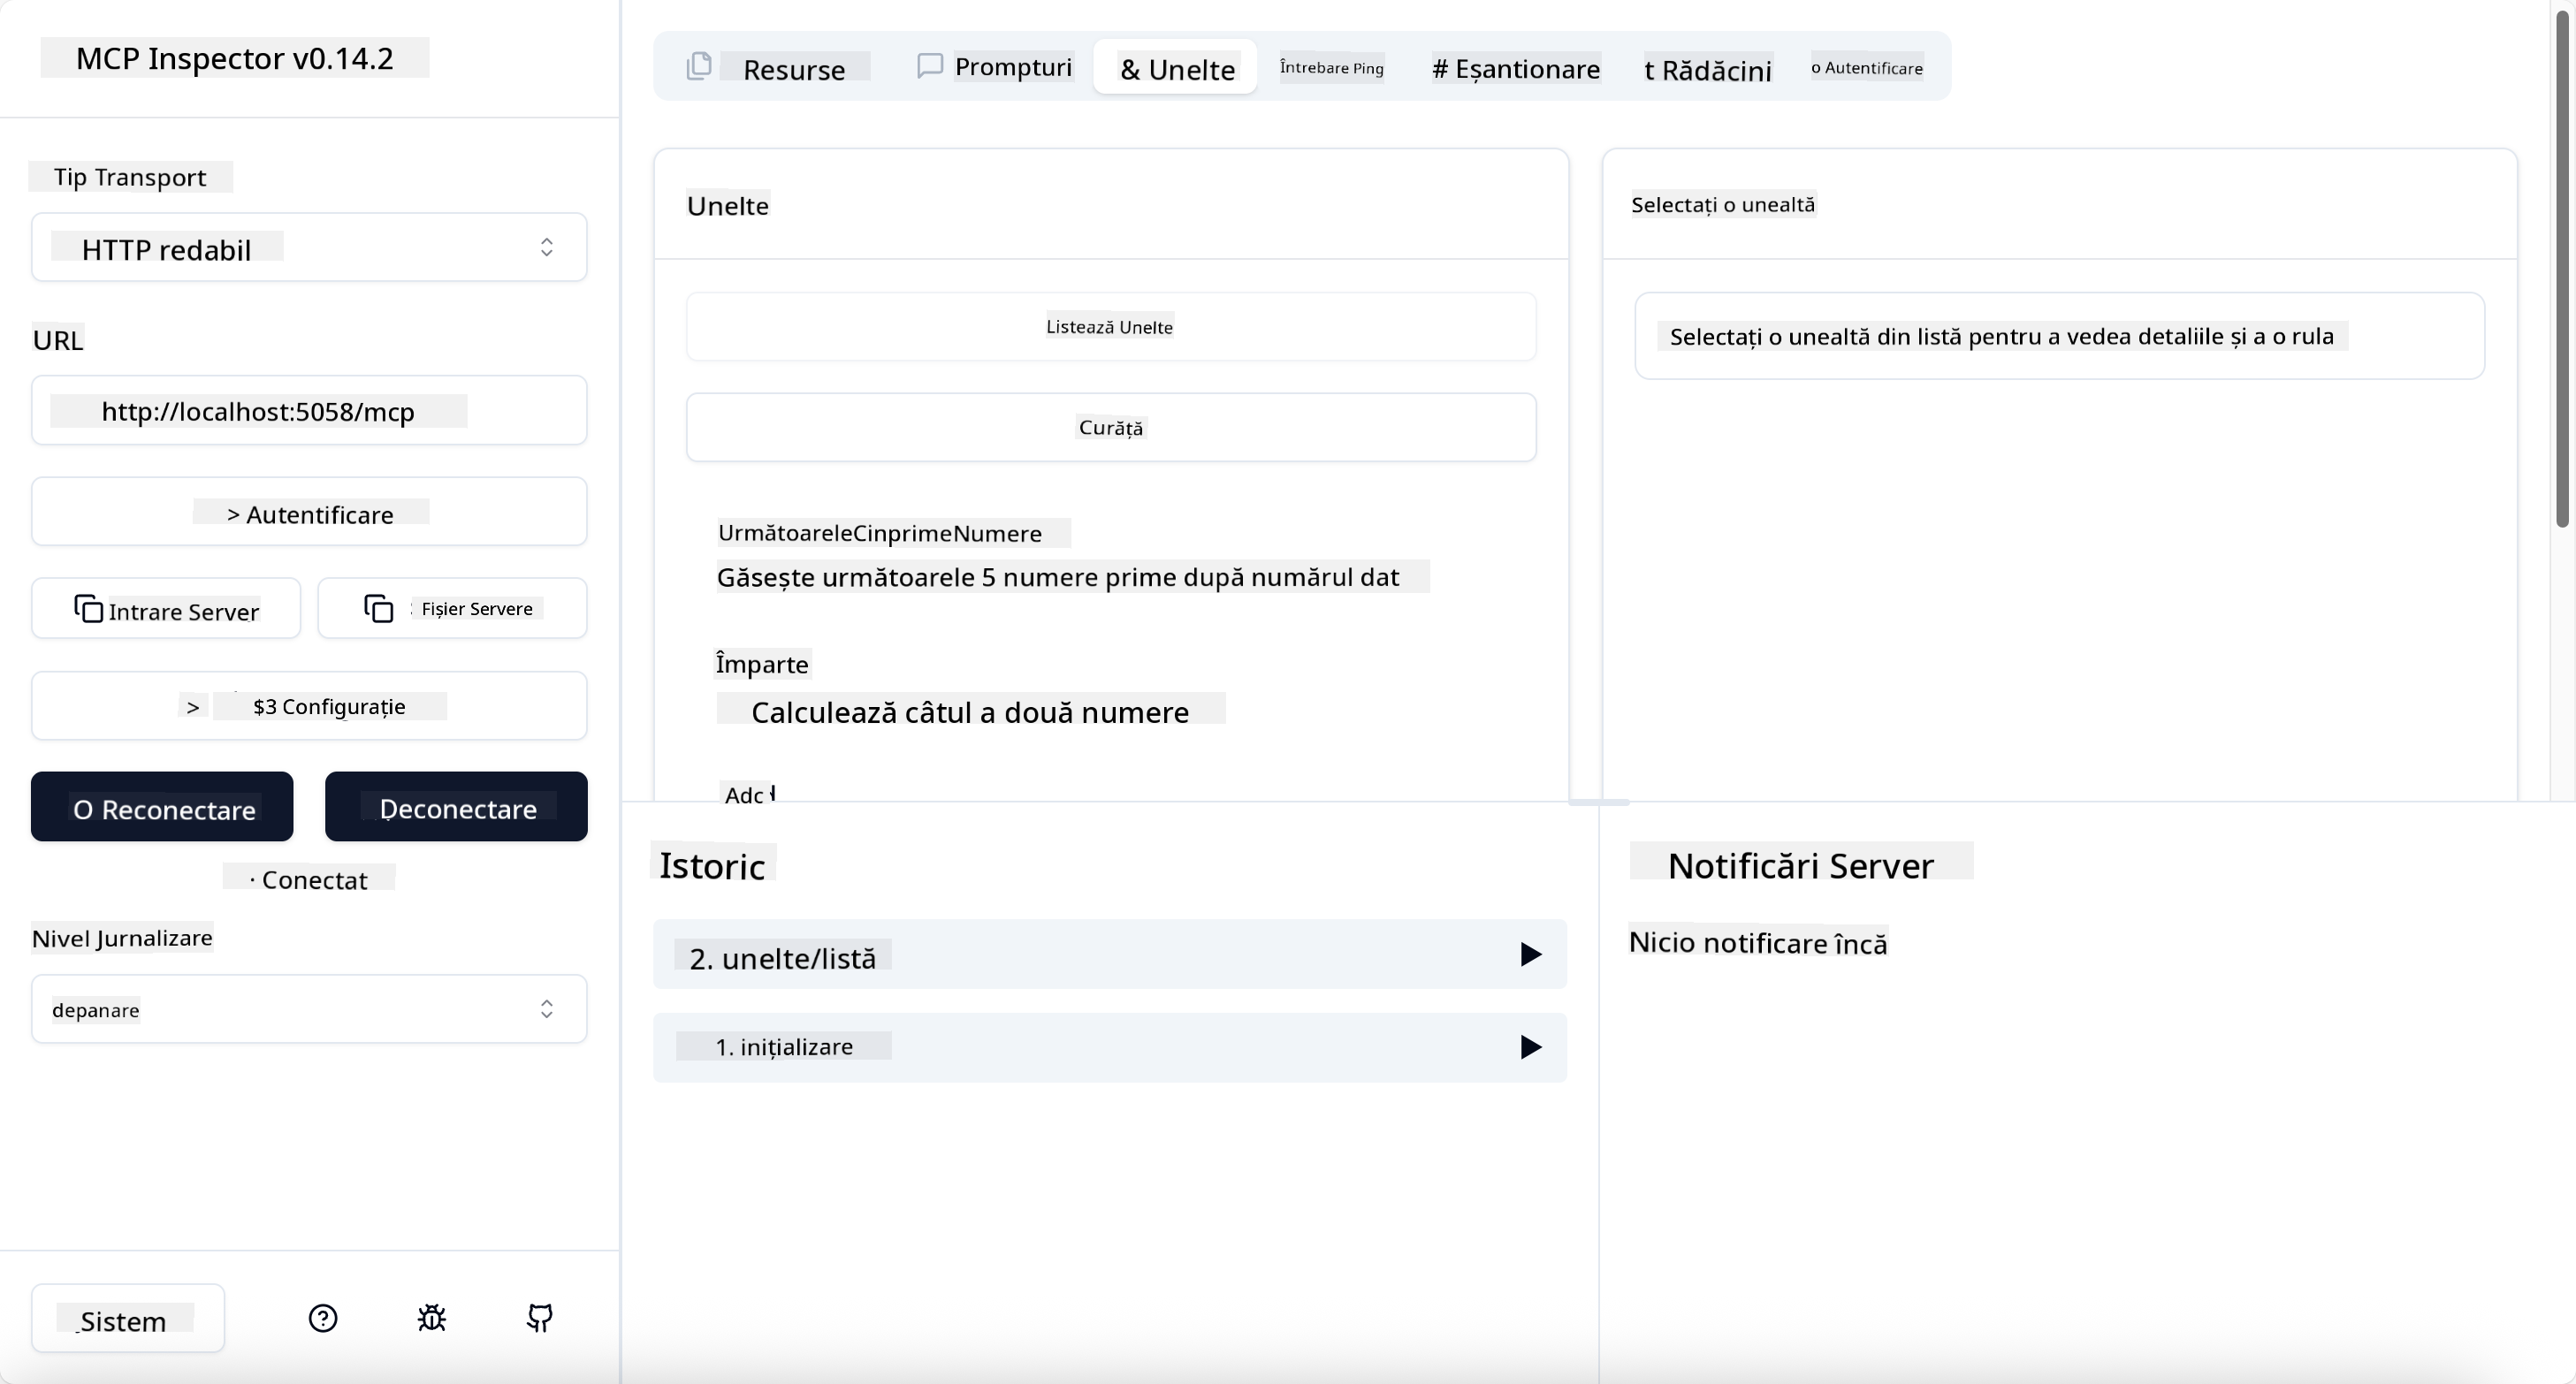 MCP Inspector v0.14.2
Tip Transport
HTTP redabil
URL
http://localhost:5058/mcp
> Autentificare
Intrare Server
Fișier Servere
> $3 Configurație
O Reconectare
Deconectare
· Conectat
Nivel Jurnalizare
depanare
Sistem
Resurse
Prompturi
& Unelte
Întrebare Ping
# Eșantionare
t Rădăcini
o Autentificare
Unelte
Listează Unelte
Curăță
UrmătoareleCinprimeNumere
Găsește următoarele 5 numere prime după numărul dat
Împarte
Calculează câtul a două numere
Adc
Selectați o unealtă
Selectați o unealtă din listă pentru a vedea detaliile și a o rula
Istoric
2. unelte/listă
1. inițializare
Notificări Server
Nicio notificare încă